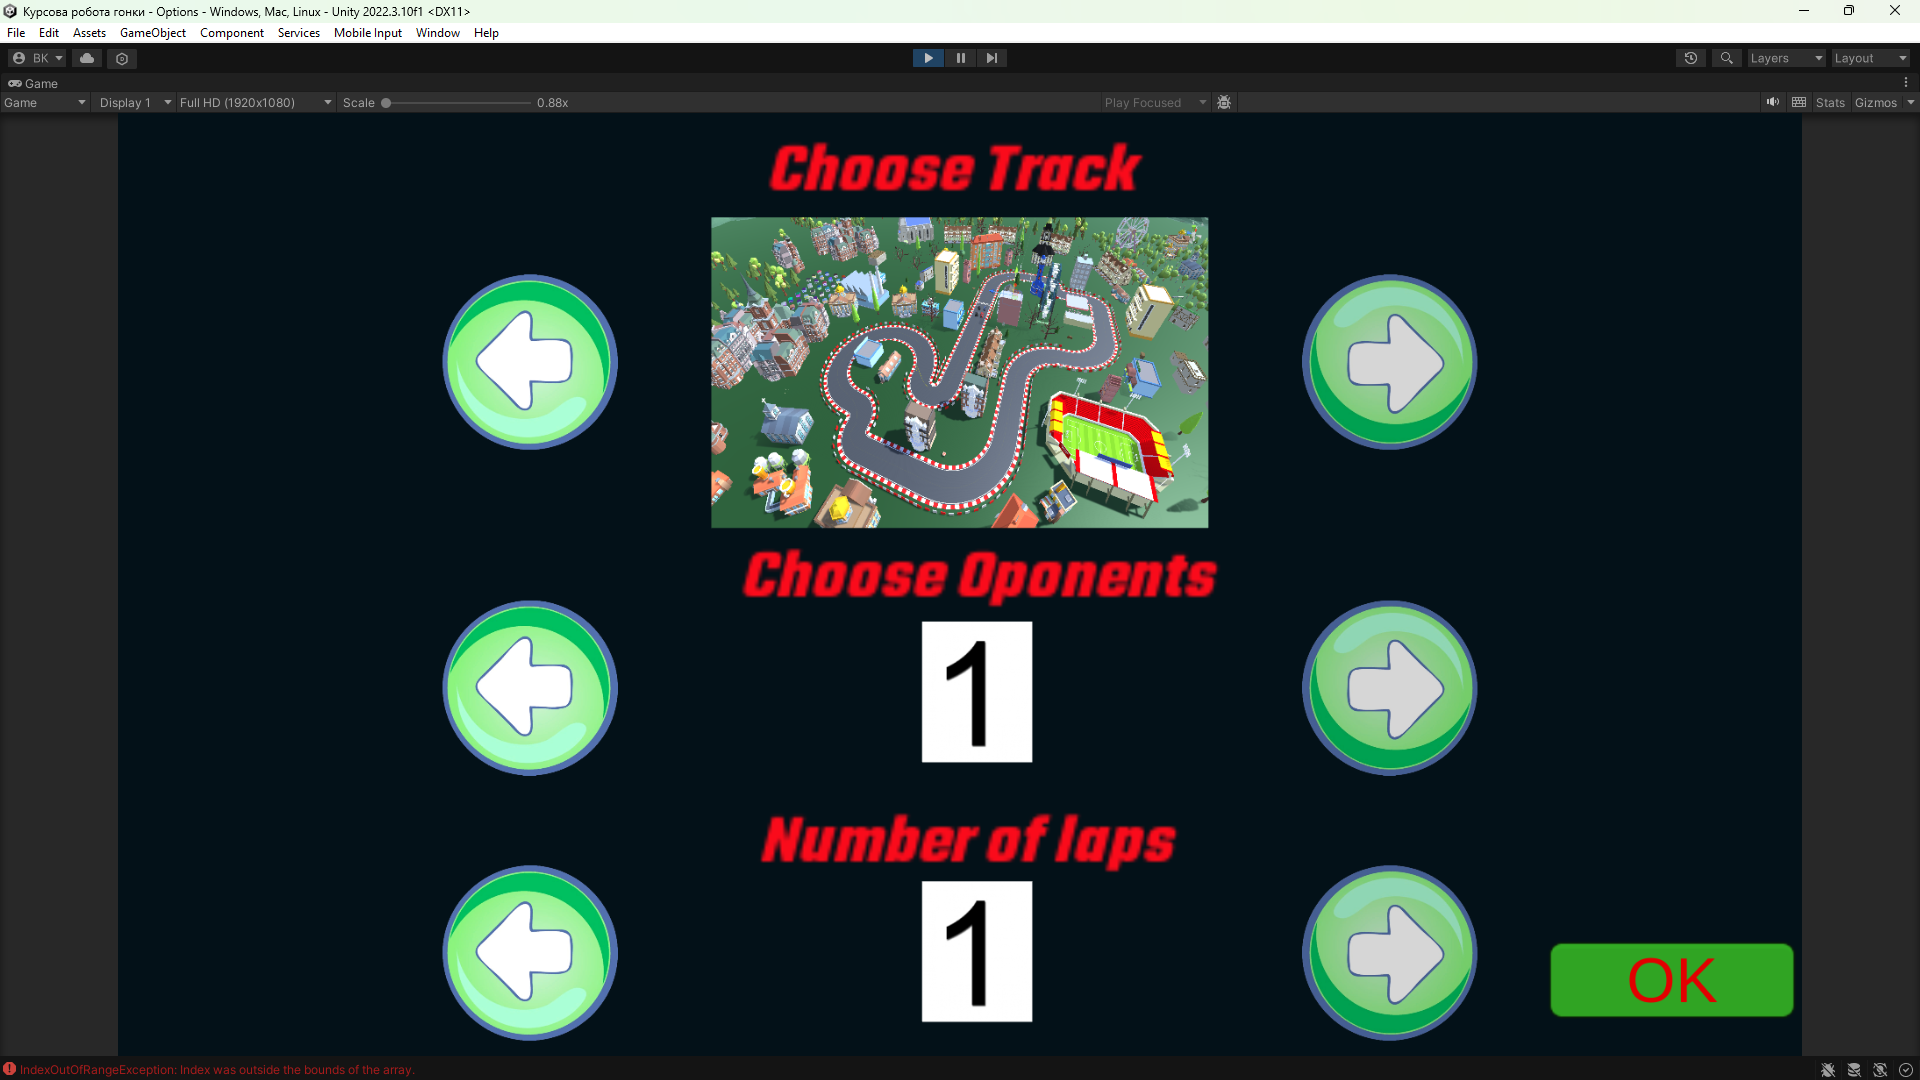 Курсова робота гонки - Options - Windows, Mac, Linux - Unity 2022.3.10f1 <DX11>
File Edit Assets GameObject Component Services Mobile Input Window Help
BK Layers Layout
Game
Game Display 1 Full HD (1920x1080) Scale 0.88x Play Focused Stats Gizmos
Choose Track
Choose Oponents
1
Number of laps
1
OK
IndexOutOfRangeException: Index was outside the bounds of the array.